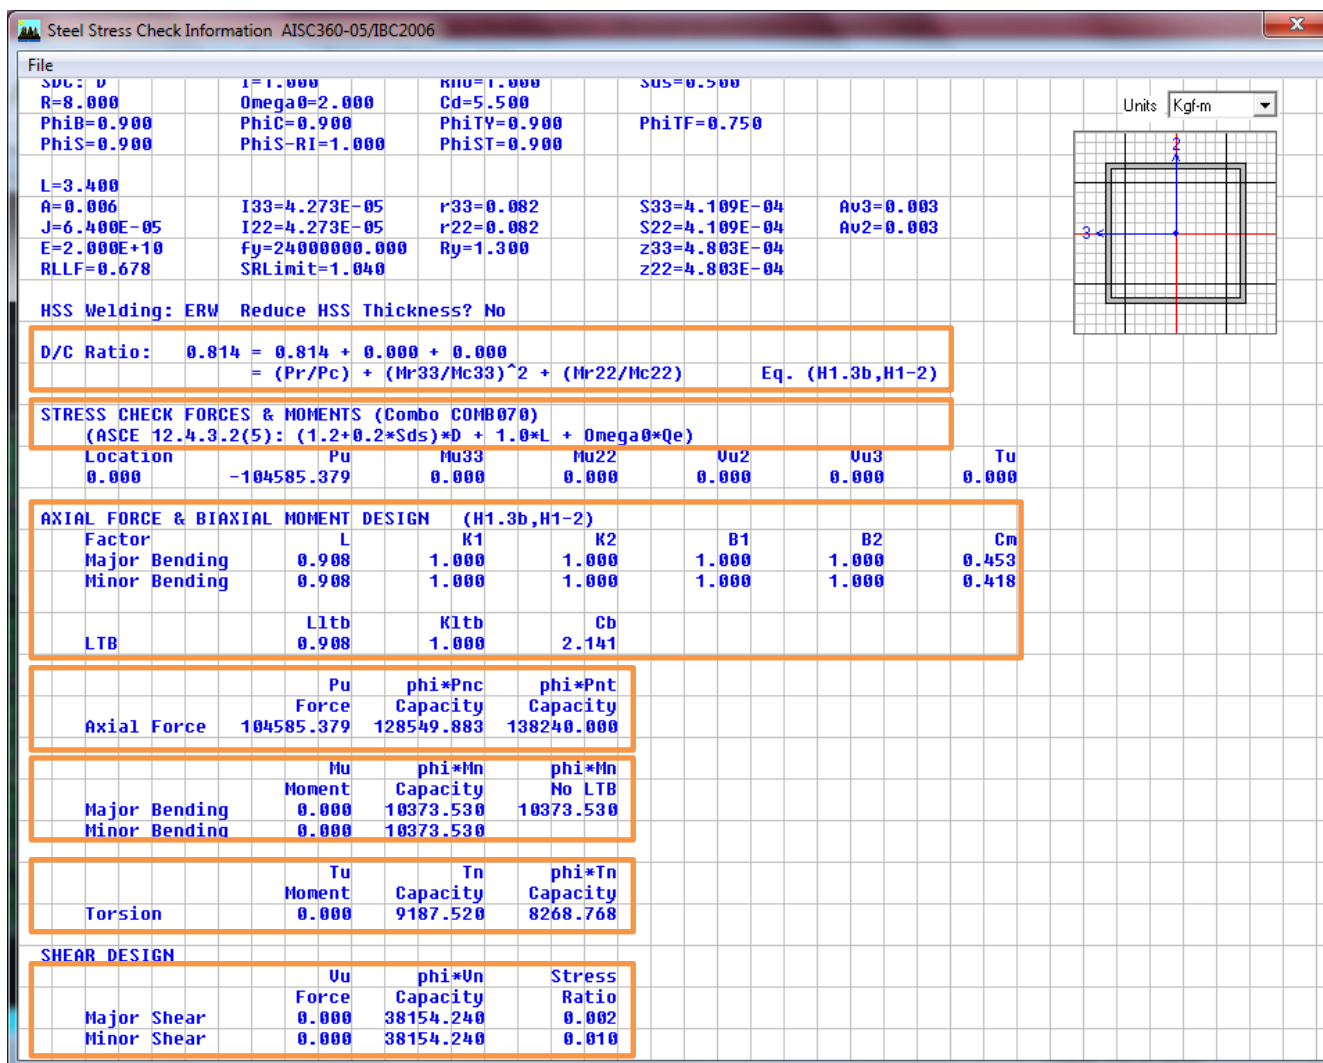 Steel Stress Check Information AISC360-05/IBC2006
File
SDC: D I=1.000 Rho=1.000 Sds=0.500
R=8.000 Omega0=2.000 Cd=5.500
PhiB=0.900 PhiC=0.900 PhiTY=0.900 PhiTF=0.750
PhiS=0.900 PhiS-RI=1.000 PhiST=0.900
Units Kgf-m
2
3
L=3.400
A=0.006 I33=4.273E-05 r33=0.082 S33=4.109E-04 Av3=0.003
J=6.400E-05 I22=4.273E-05 r22=0.082 S22=4.109E-04 Av2=0.003
E=2.000E+10 fy=24000000.000 Ry=1.300 z33=4.803E-04
RLLF=0.678 SRLimit=1.040 z22=4.803E-04
HSS Welding: ERW Reduce HSS Thickness? No
D/C Ratio: 0.814 = 0.814 + 0.000 + 0.000
= (Pr/Pc) + (Mr33/Mc33)^2 + (Mr22/Mc22) Eq. (H1.3b,H1-2)
STRESS CHECK FORCES & MOMENTS (Combo COMB070)
(ASCE 12.4.3.2(5): (1.2+0.2*Sds)*D + 1.0*L + Omega0*Qe)
Location Pu Mu33 Mu22 Vu2 Vu3 Tu
0.000 -104585.379 0.000 0.000 0.000 0.000 0.000
AXIAL FORCE & BIAXIAL MOMENT DESIGN (H1.3b,H1-2)
Factor L K1 K2 B1 B2 Cm
Major Bending 0.908 1.000 1.000 1.000 1.000 0.453
Minor Bending 0.908 1.000 1.000 1.000 1.000 0.418
Lltb Kltb Cb
LTB 0.908 1.000 2.141
Pu phi*Pnc phi*Pnt
Force Capacity Capacity
Axial Force 104585.379 128549.883 138240.000
Mu phi*Mn phi*Mn
Moment Capacity No LTB
Major Bending 0.000 10373.530 10373.530
Minor Bending 0.000 10373.530
Tu Tn phi*Tn
Moment Capacity Capacity
Torsion 0.000 9187.520 8268.768
SHEAR DESIGN
Vu phi*Vn Stress
Force Capacity Ratio
Major Shear 0.000 38154.240 0.002
Minor Shear 0.000 38154.240 0.010